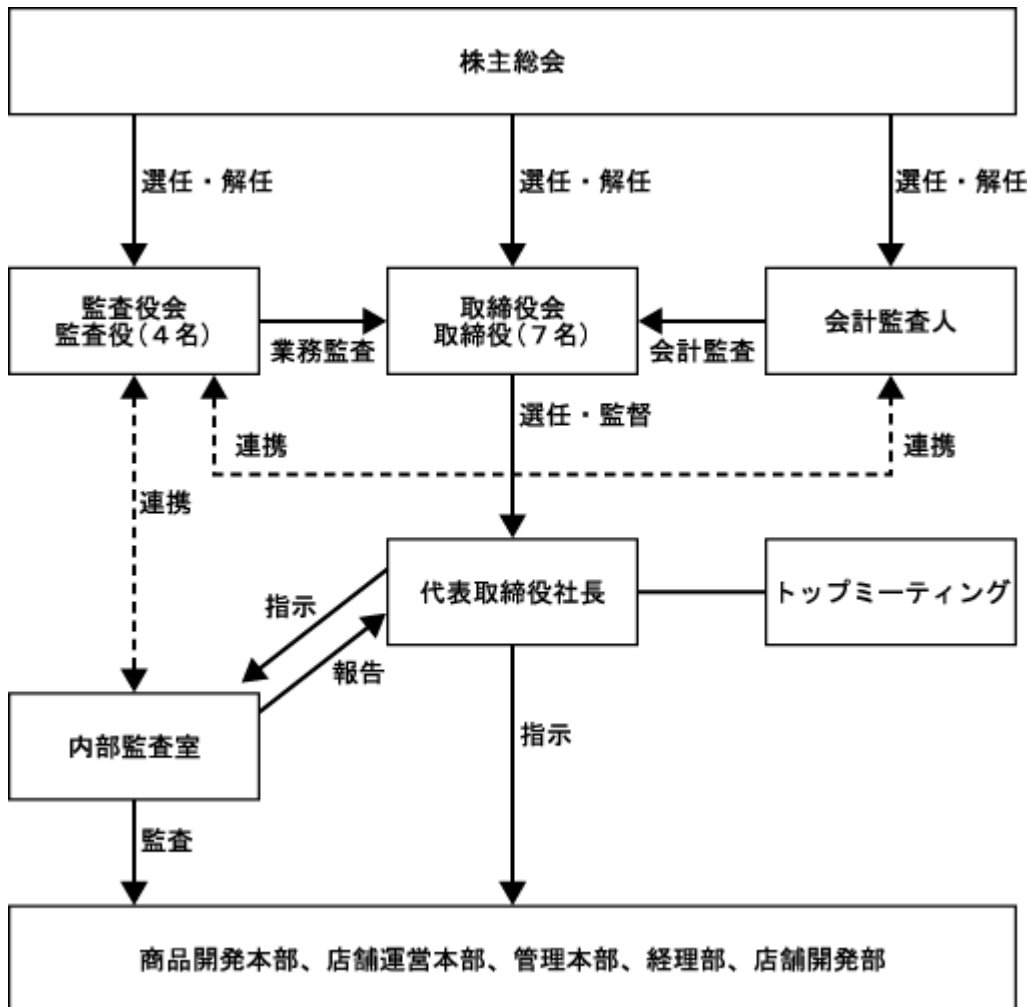 株主総会
選任・解任
選任・解任
選任・解任
監査役会
監査役(4名)
業務監査
取締役会
取締役(7名)
会計監査
会計監査人
選任・監督
連携
連携
連携
代表取締役社長
トップミーティング
指示
報告
内部監査室
指示
監査
商品開発本部、店舗運営本部、管理本部、経理部、店舗開発部